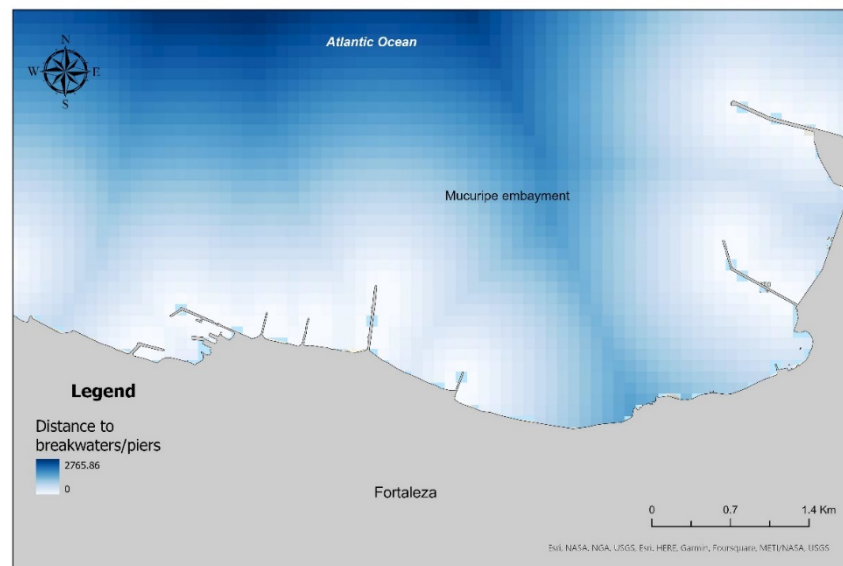 Atlantic Ocean
N
W E
S
Mucuripe embayment
Legend
Distance to
breakwaters/piers
2765.86
0
Fortaleza
0 0.7 1.4 Km
Esri, NASA, NGA, USGS, Esri, HERE, Garmin, Foursquare, METI/NASA, USGS